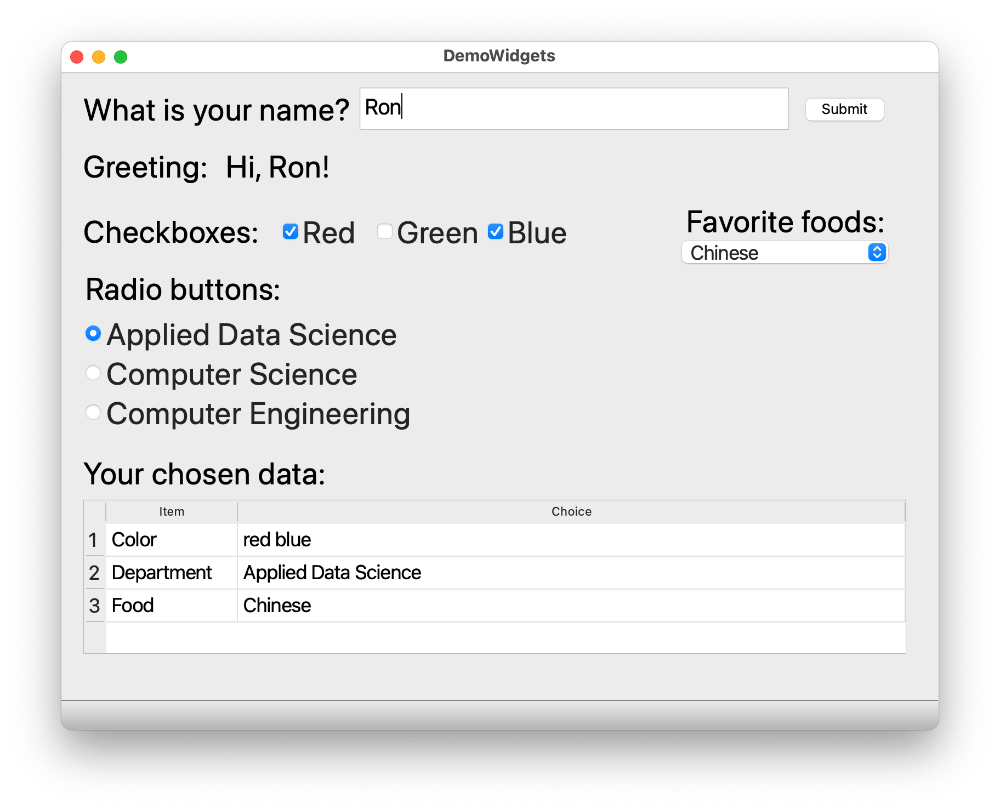 DemoWidgets
What is your name? Ron Submit
Greeting: Hi, Ron!
Favorite foods:
Checkboxes: Red Green Blue
Chinese
Radio buttons:
Applied Data Science
Computer Science
Computer Engineering
Your chosen data:
Item Choice
1 Color red blue
2 Department Applied Data Science
3 Food Chinese